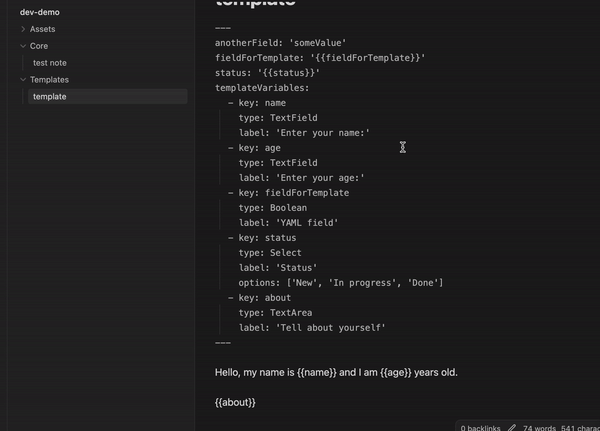 dev-demo
Assets
Core
test note
Templates
template
template
---
anotherField: 'someValue'
fieldForTemplate: '{{fieldForTemplate}}'
status: '{{status}}'
templateVariables:
- key: name
type: TextField
label: 'Enter your name:'
- key: age
type: TextField
label: 'Enter your age:'
- key: fieldForTemplate
type: Boolean
label: 'YAML field'
- key: status
type: Select
label: 'Status'
options: ['New', 'In progress', 'Done']
- key: about
type: TextArea
label: 'Tell about yourself'
---
Hello, my name is {{name}} and I am {{age}} years old.
{{about}}
0 backlinks 74 words 541 charac